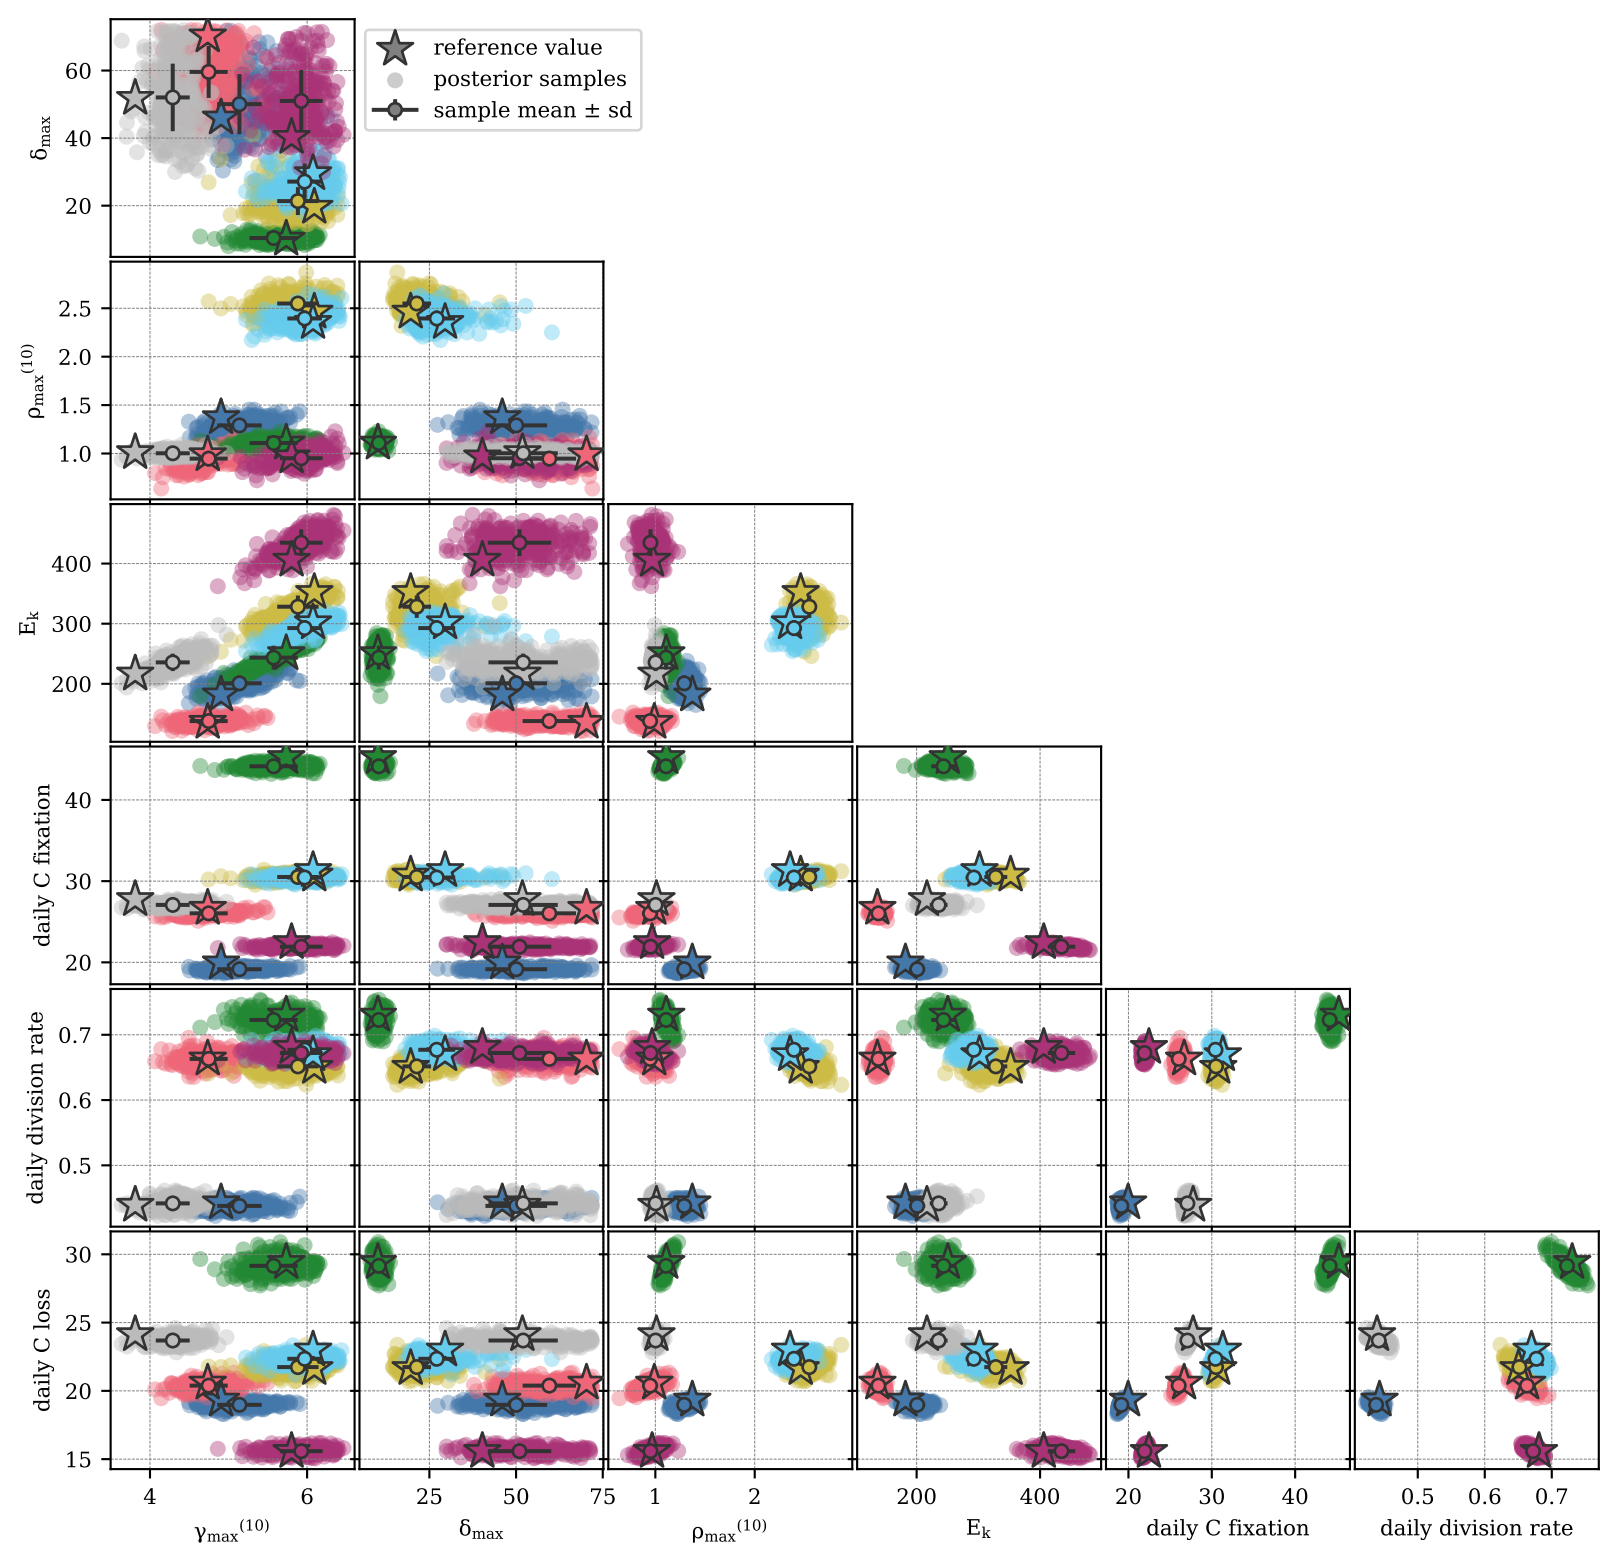 reference value
posterior samples
sample mean ± sd
60
40
20
δmax
2.5
2.0
1.5
1.0
ρmax(10)
400
300
200
Ek
40
30
20
daily C fixation
0.7
0.6
0.5
daily division rate
30
25
20
15
daily C loss
4 6 25 50 75 1 2 200 400 20 30 40 0.5 0.6 0.7
γmax(10) δmax ρmax(10) Ek daily C fixation daily division rate